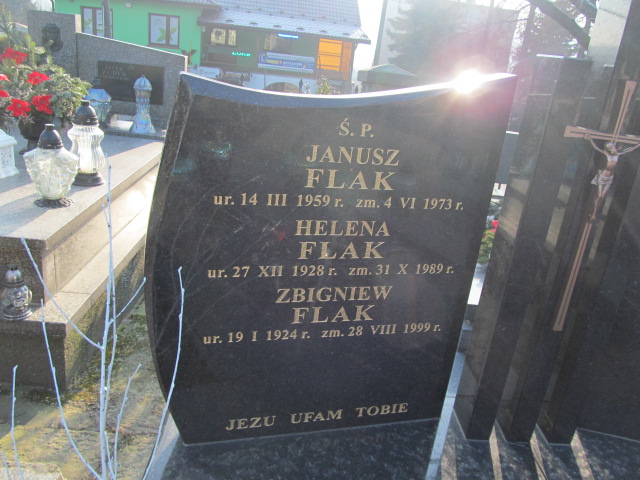 Ś. P.
JANUSZ
FLAK
ur. 14 III 1959 r. zm. 4 VI 1973 r.
HELENA
FLAK
ur. 27 XII 1928 r. zm. 31 X 1989 r.
ZBIGNIEW
FLAK
ur. 19 I 1924 r. zm. 28 VIII 1999 r.
JEZU UFAM TOBIE